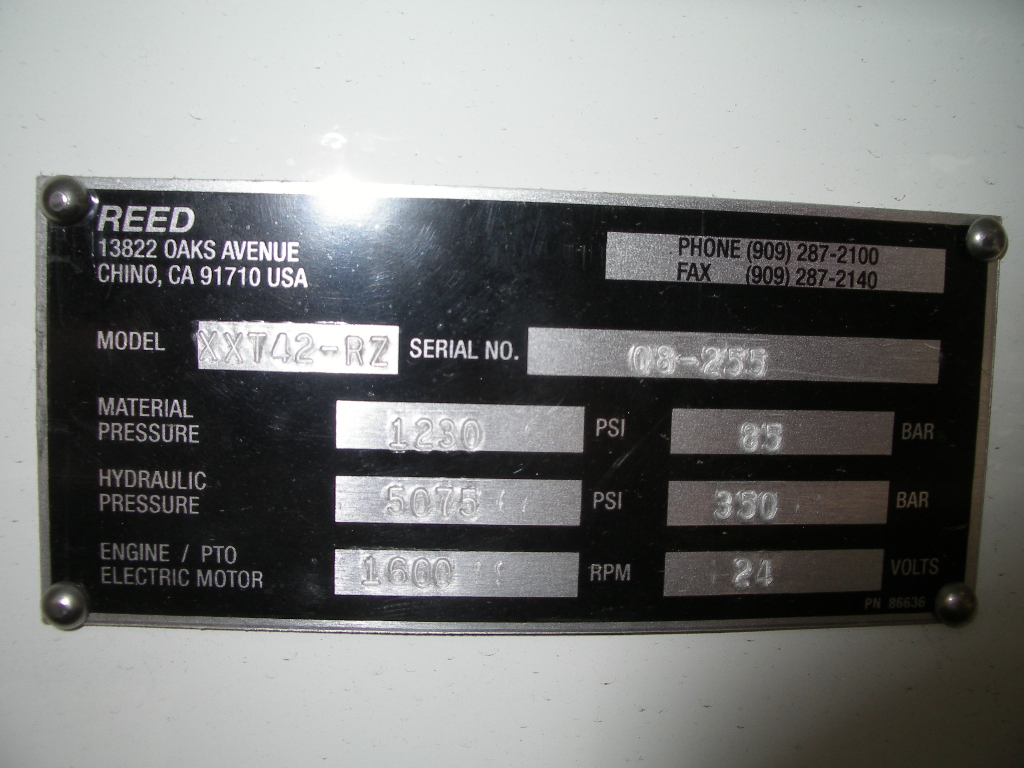 REED
13822 OAKS AVENUE
CHINO, CA 91710 USA
PHONE (909) 287-2100
FAX (909) 287-2140
MODEL XXT42-RZ SERIAL NO. 08-255
MATERIAL PRESSURE 1230 PSI 85 BAR
HYDRAULIC PRESSURE 5075 PSI 350 BAR
ENGINE / PTO
ELECTRIC MOTOR 1600 RPM 24 VOLTS
PN 86636